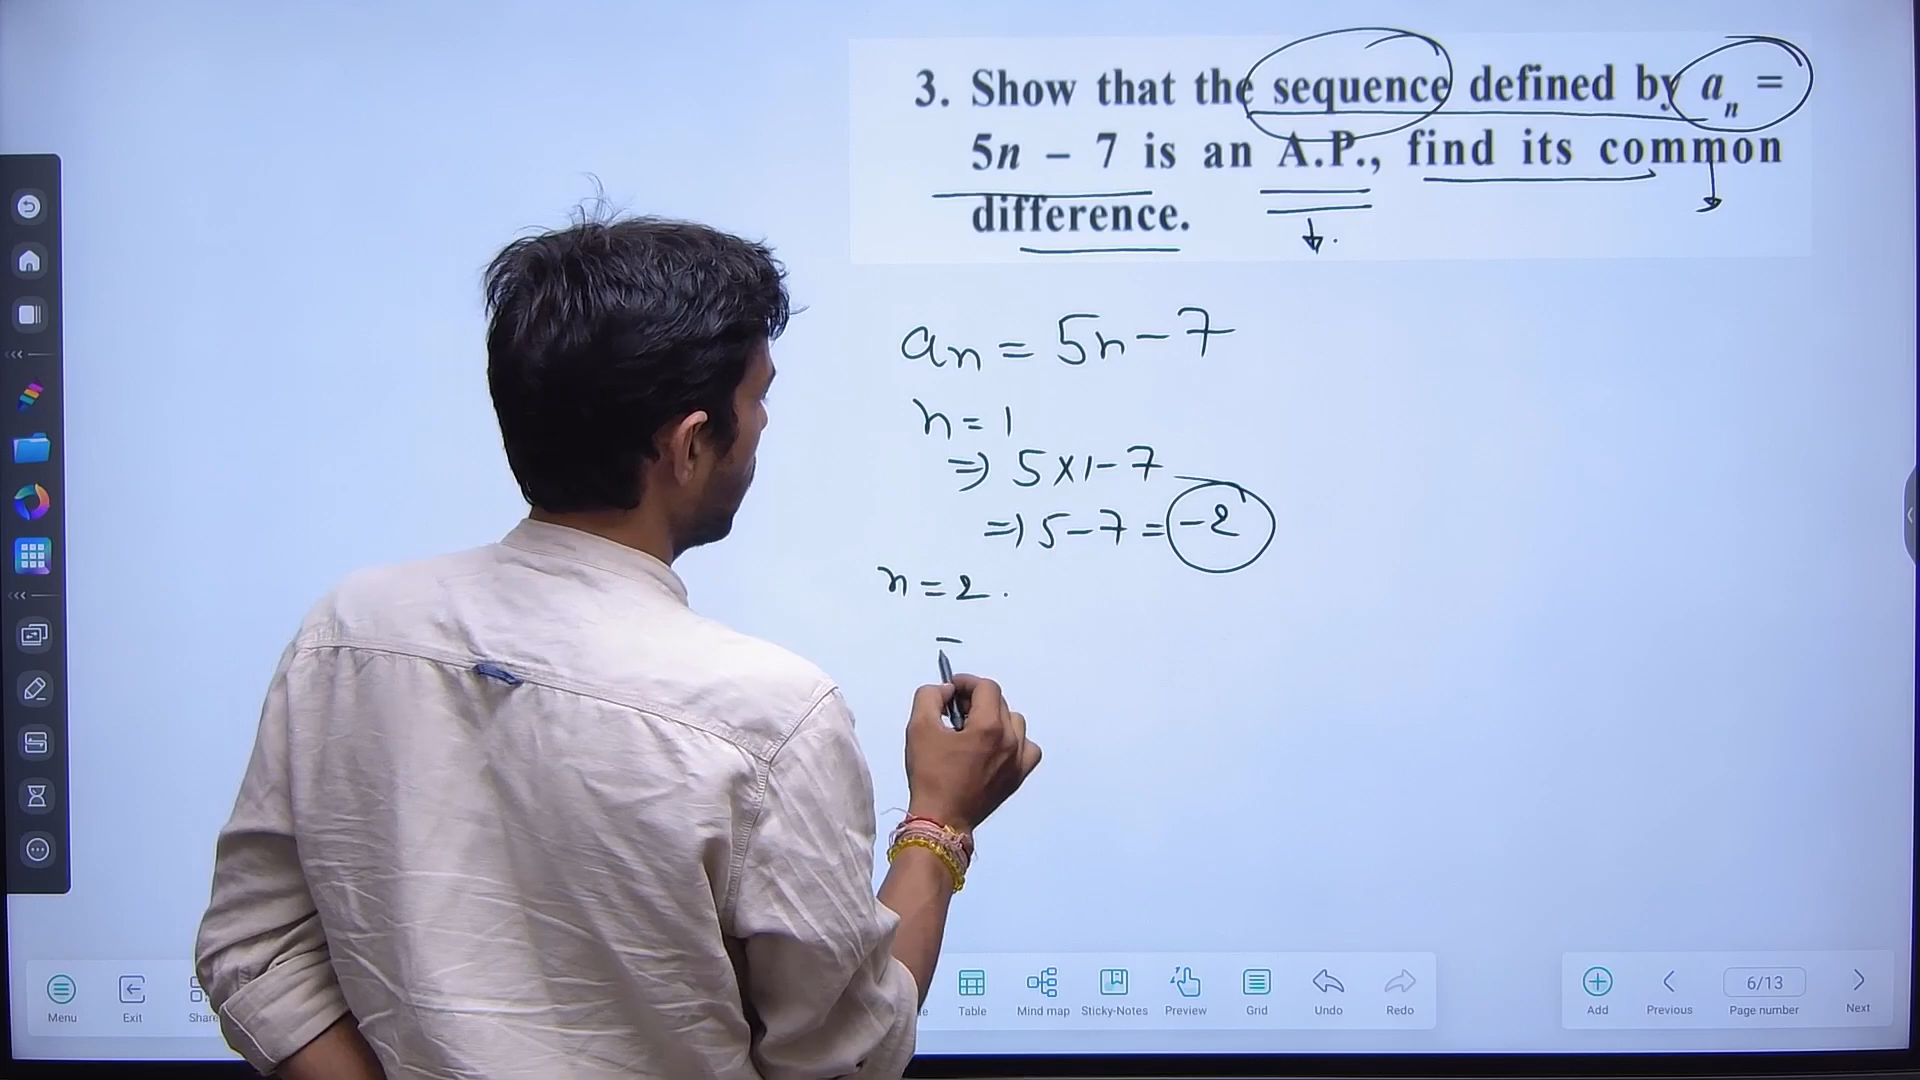 3. Show that the sequence defined by aₙ =
5n – 7 is an A.P., find its common
difference.
an = 5n - 7
n = 1
⇒ 5 x 1 - 7
⇒ 5 - 7 = -2
n = 2 .
Menu
Exit
Share
Table
Mind map
Sticky-Notes
Preview
Grid
Undo
Redo
Add
Previous
6/13
Page number
Next